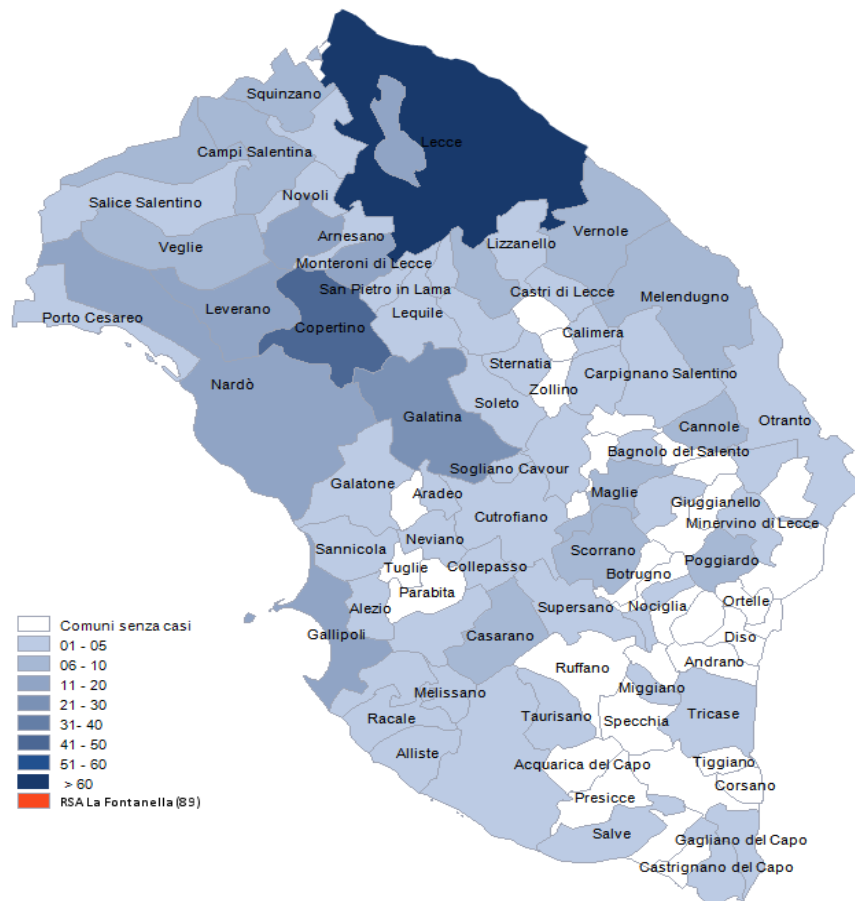 Squinzano
Lecce
Campi Salentina
Novoli
Salice Salentino
Arnesano
Vernole
Lizzanello
Veglie
Monteroni di Lecce
San Pietro in Lama
Castri di Lecce
Melendugno
Leverano
Lequile
Porto Cesareo
Copertino
Calimera
Sternatia
Carpignano Salentino
Nardò
Zollino
Soleto
Galatina
Otranto
Cannole
Bagnolo del Salento
Sogliano Cavour
Galatone
Aradeo
Maglie
Giuggianello
Cutrofiano
Minervino di Lecce
Neviano
Sannicola
Scorrano
Poggiardo
Tuglie
Collepasso
Botrugno
Parabita
Ortelle
Alezio
Supersano
Nociglia
Gallipoli
Casarano
Diso
Andrano
Ruffano
Miggiano
Melissano
Taurisano
Tricase
Racale
Specchia
Alliste
Acquarica del Capo
Tiggiano
Corsano
Presicce
Salve
Gagliano del Capo
Castrignano del Capo
Comuni senza casi
01 - 05
06 - 10
11 - 20
21 - 30
31- 40
41 - 50
51 - 60
> 60
RSA La Fontanella (89)